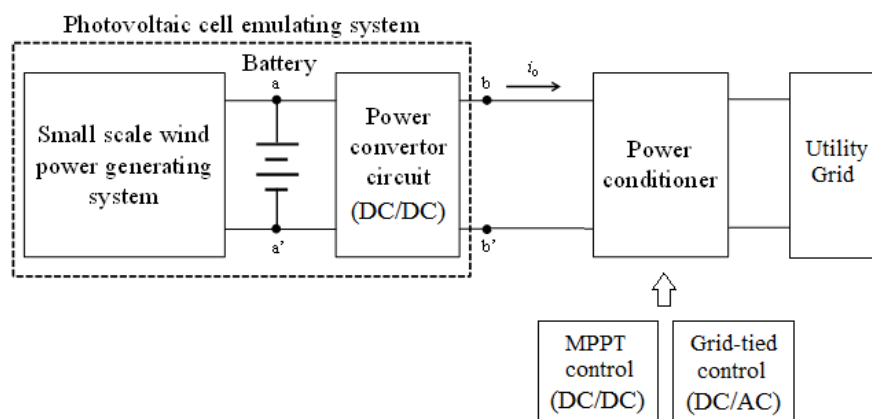 Photovoltaic cell emulating system
Battery
a
b
i₀
Small scale wind
power generating
system
Power
convertor
circuit
(DC/DC)
Power
conditioner
Utility
Grid
a'
b'
MPPT
control
(DC/DC)
Grid-tied
control
(DC/AC)